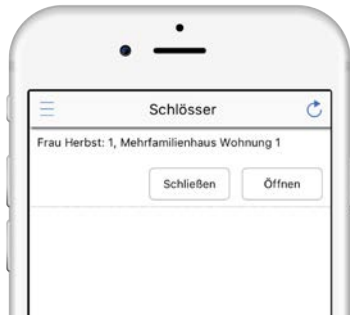 Schlösser
Frau Herbst: 1, Mehrfamilienhaus Wohnung 1
Schließen Öffnen